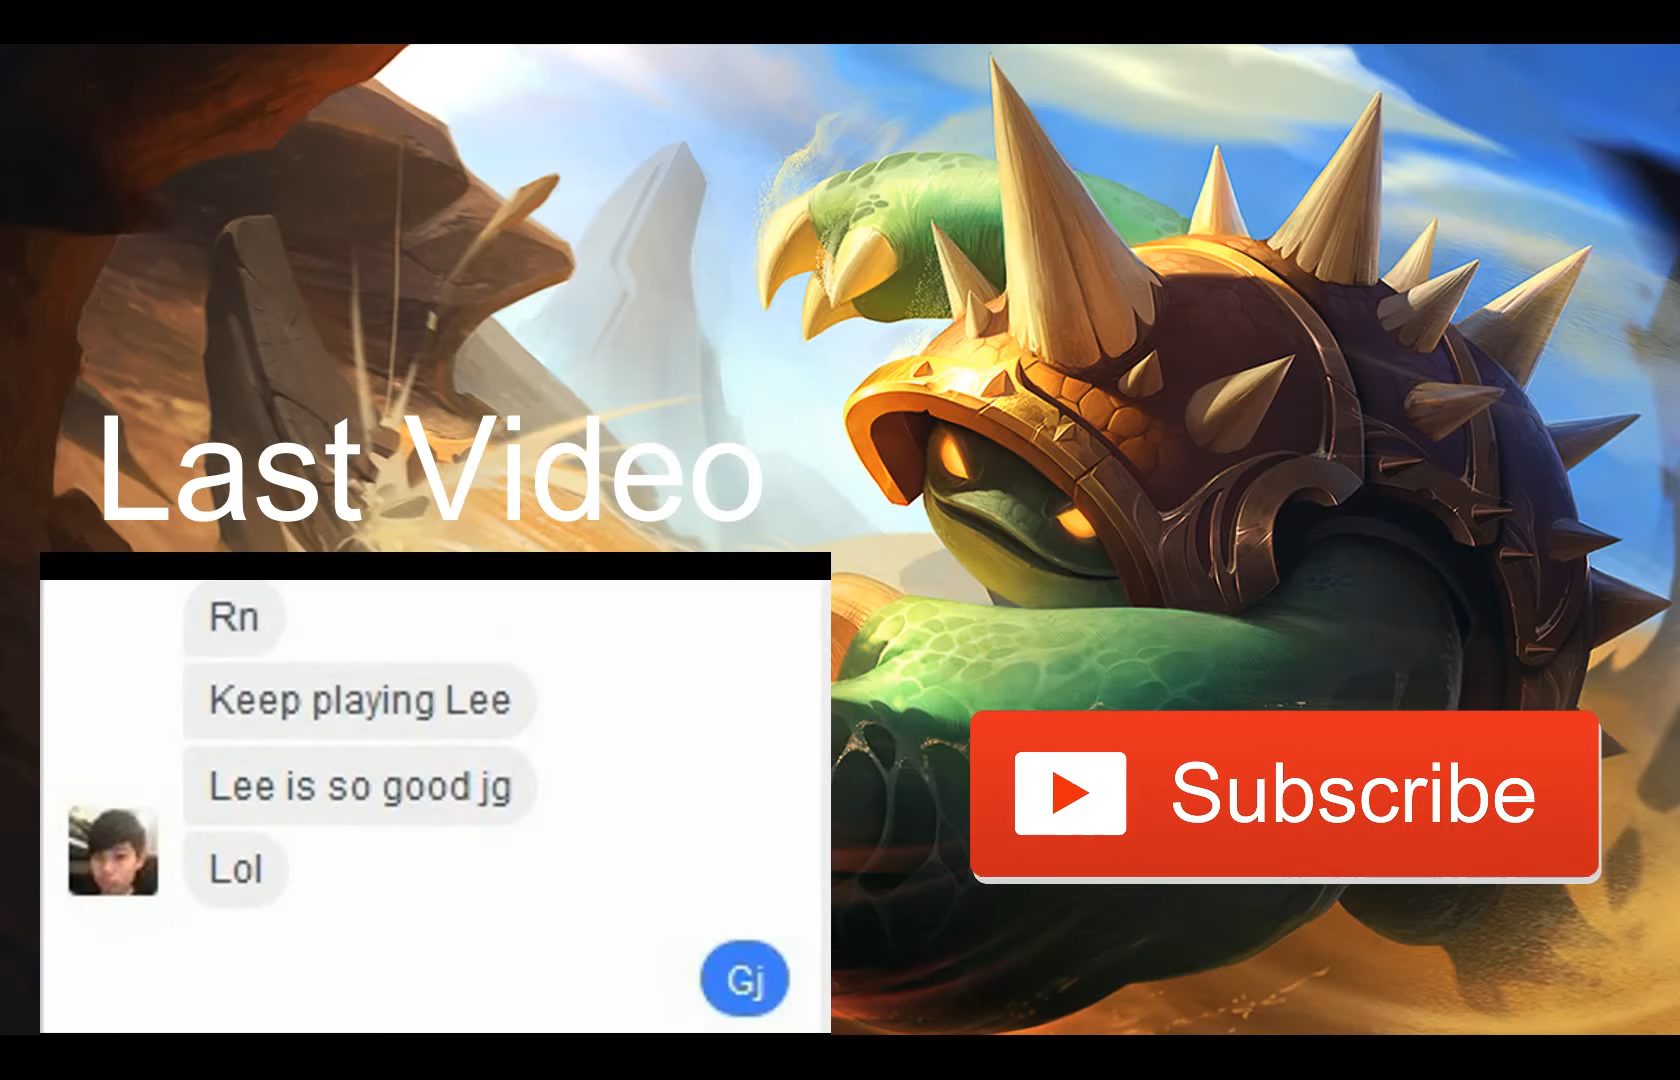 Last Video
Rn
Keep playing Lee
Lee is so good jg
Lol
Gj
Subscribe